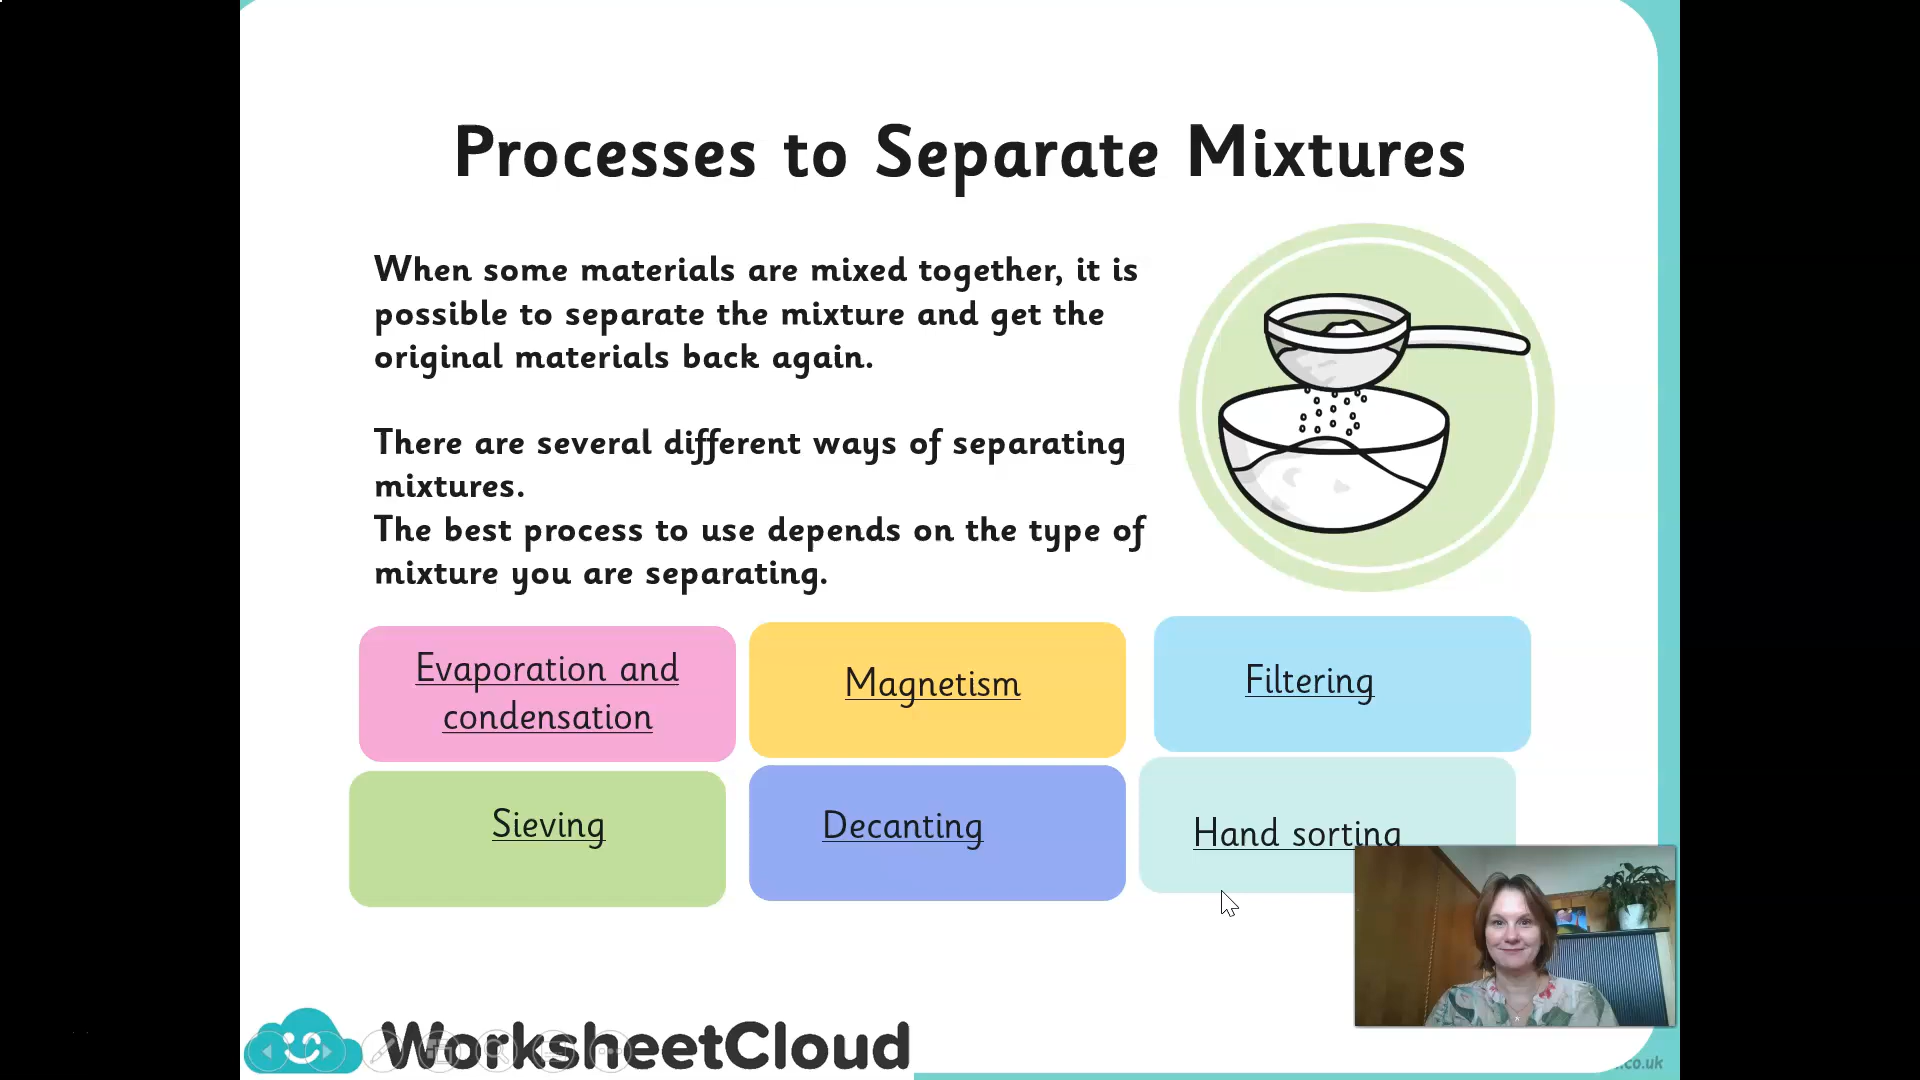 Processes to Separate Mixtures
When some materials are mixed together, it is
possible to separate the mixture and get the
original materials back again.
There are several different ways of separating
mixtures.
The best process to use depends on the type of
mixture you are separating.
Evaporation and
condensation
Magnetism
Filtering
Sieving
Decanting
Hand sorting
WorksheetCloud
.co.uk